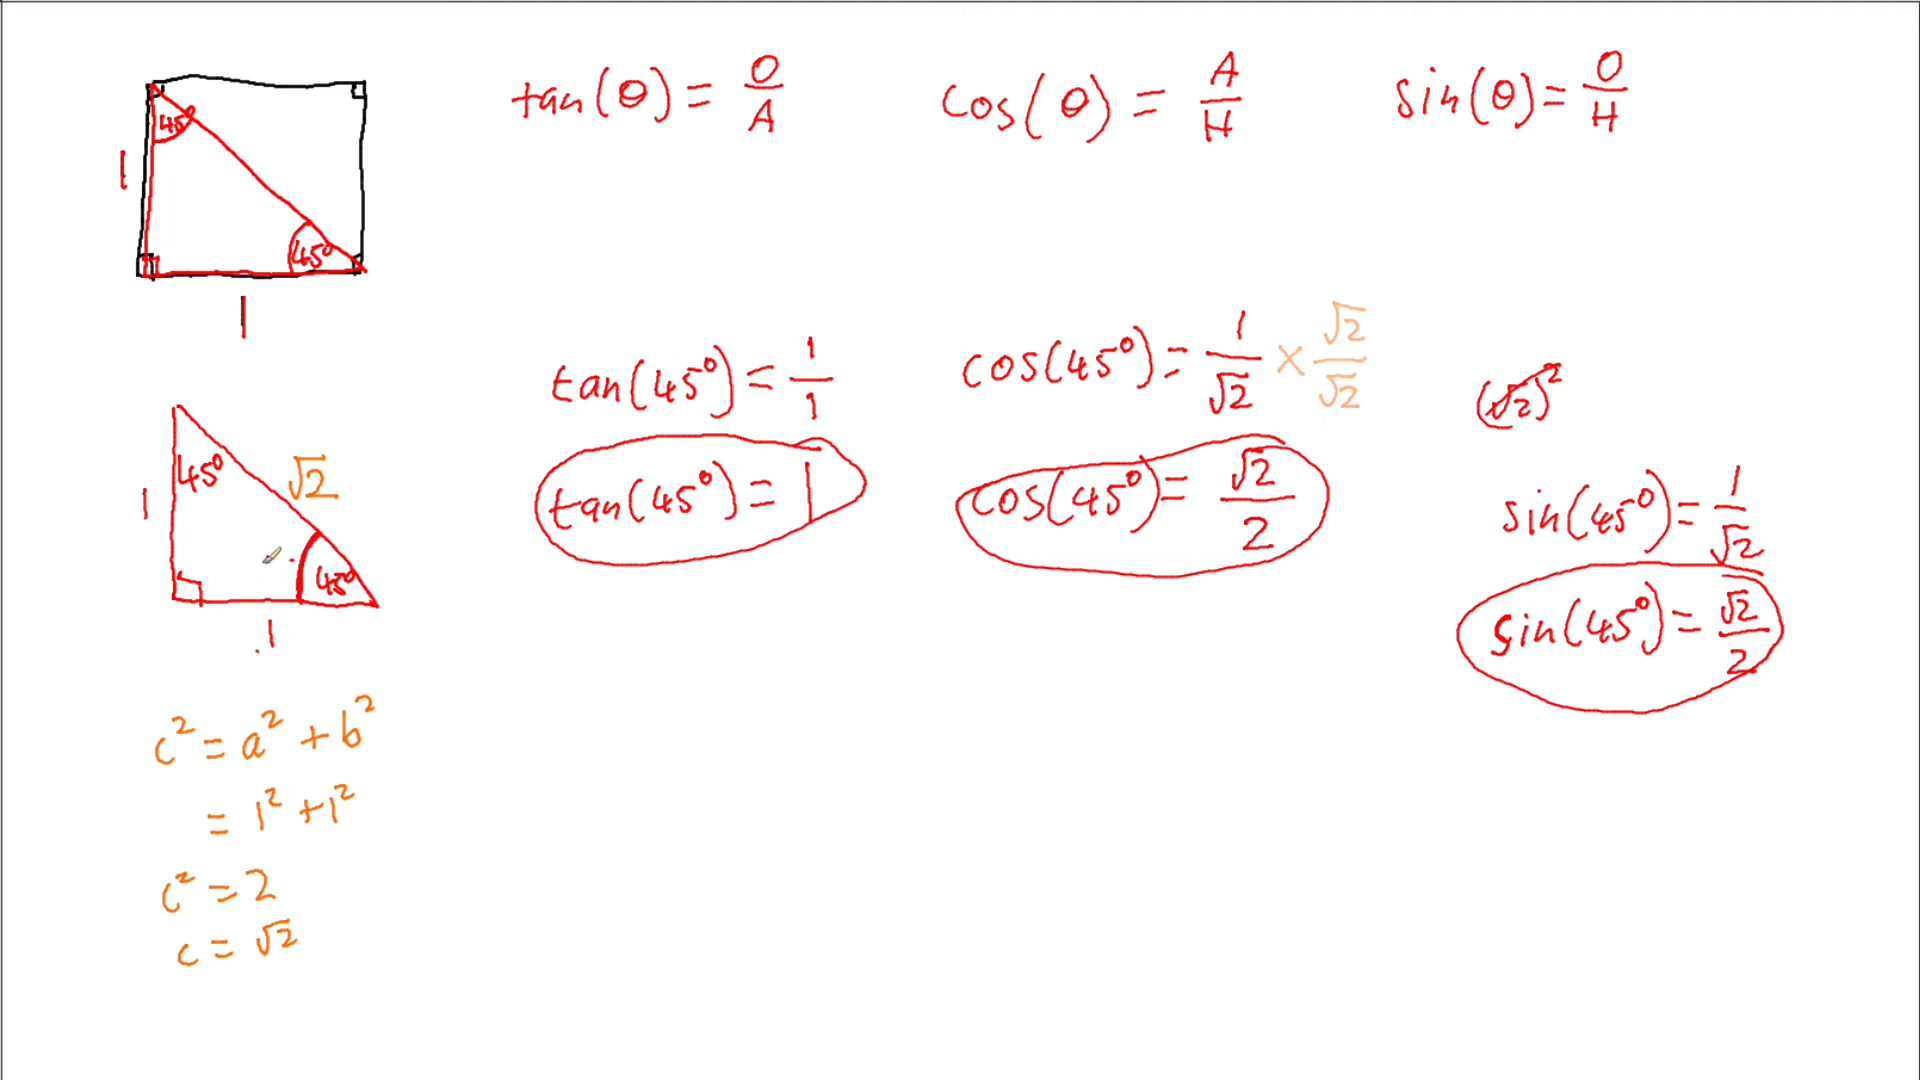 tan(θ) = O/A
cos(θ) = A/H
sin(θ) = O/H
45°
1
45°
1
tan(45°) = 1/1
cos(45°) = 1/√2 × √2/√2
(√2)²
tan(45°) = 1
cos(45°) = √2/2
sin(45°) = 1/√2
sin(45°) = √2/2
45°
√2
1
45°
1
c² = a² + b²
= 1² + 1²
c² = 2
c = √2